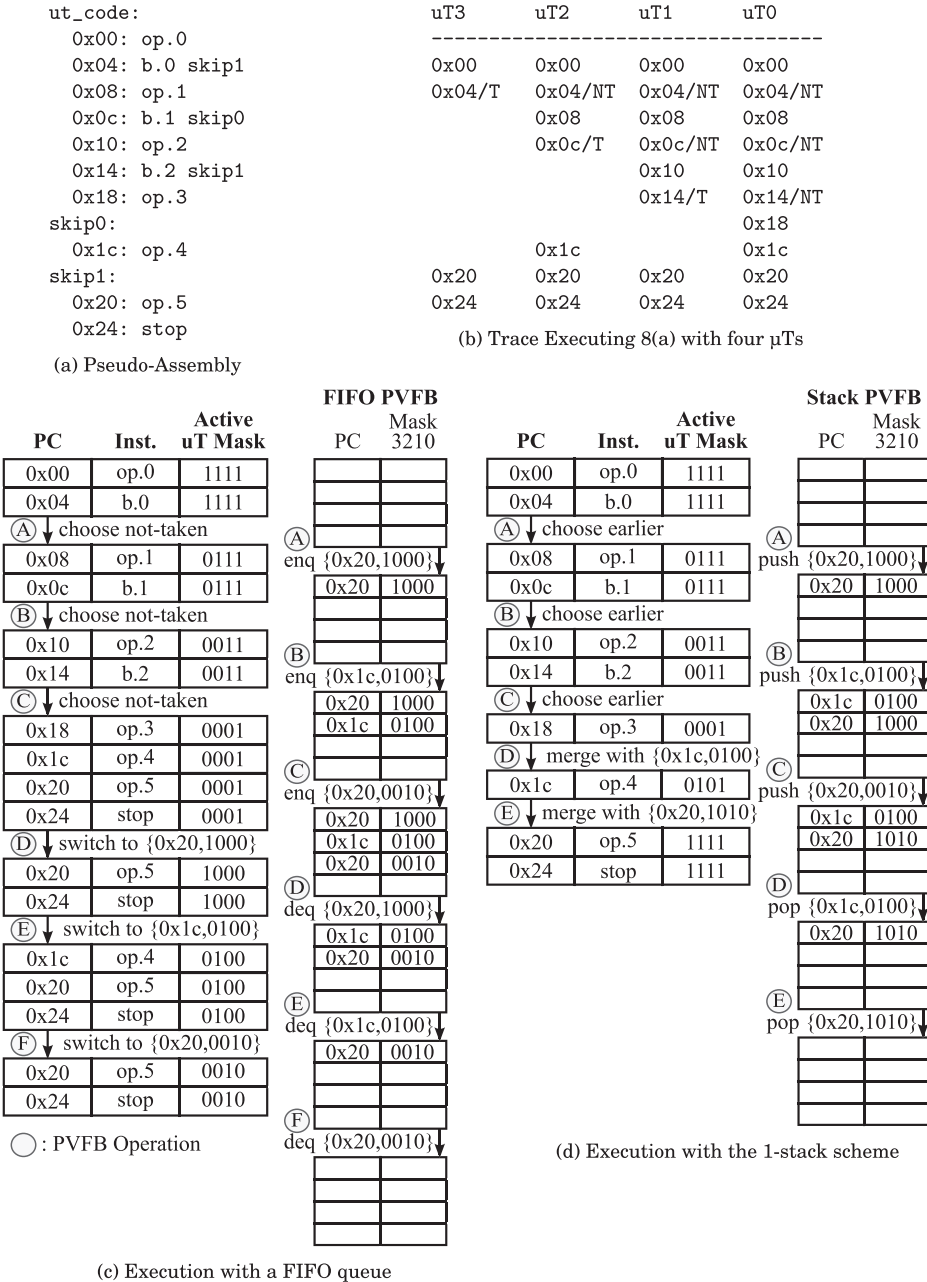 ut_code:
0x00: op.0
0x04: b.0 skip1
0x08: op.1
0x0c: b.1 skip0
0x10: op.2
0x14: b.2 skip1
0x18: op.3
skip0:
0x1c: op.4
skip1:
0x20: op.5
0x24: stop
(a) Pseudo-Assembly
uT3 uT2 uT1 uT0
-----------------------------------
0x00 0x00 0x00 0x00
0x04/T 0x04/NT 0x04/NT 0x04/NT
0x08 0x08 0x08
0x0c/T 0x0c/NT 0x0c/NT
0x10 0x10
0x14/T 0x14/NT
0x18
0x1c 0x1c
0x20 0x20 0x20 0x20
0x24 0x24 0x24 0x24
(b) Trace Executing 8(a) with four μTs
Active
PC Inst. uT Mask
0x00 op.0 1111
0x04 b.0 1111
A choose not-taken
0x08 op.1 0111
0x0c b.1 0111
B choose not-taken
0x10 op.2 0011
0x14 b.2 0011
C choose not-taken
0x18 op.3 0001
0x1c op.4 0001
0x20 op.5 0001
0x24 stop 0001
D switch to {0x20,1000}
0x20 op.5 1000
0x24 stop 1000
E switch to {0x1c,0100}
0x1c op.4 0100
0x20 op.5 0100
0x24 stop 0100
F switch to {0x20,0010}
0x20 op.5 0010
0x24 stop 0010
: PVFB Operation
FIFO PVFB
Mask
PC 3210
A
enq {0x20,1000}
0x20 1000
B
enq {0x1c,0100}
0x20 1000
0x1c 0100
C
enq {0x20,0010}
0x20 1000
0x1c 0100
0x20 0010
D
deq {0x20,1000}
0x1c 0100
0x20 0010
E
deq {0x1c,0100}
0x20 0010
F
deq {0x20,0010}
(c) Execution with a FIFO queue
Active
PC Inst. uT Mask
0x00 op.0 1111
0x04 b.0 1111
A choose earlier
0x08 op.1 0111
0x0c b.1 0111
B choose earlier
0x10 op.2 0011
0x14 b.2 0011
C choose earlier
0x18 op.3 0001
D merge with {0x1c,0100}
0x1c op.4 0101
E merge with {0x20,1010}
0x20 op.5 1111
0x24 stop 1111
Stack PVFB
Mask
PC 3210
A
push {0x20,1000}
0x20 1000
B
push {0x1c,0100}
0x1c 0100
0x20 1000
C
push {0x20,0010}
0x1c 0100
0x20 1010
D
pop {0x1c,0100}
0x20 1010
E
pop {0x20,1010}
(d) Execution with the 1-stack scheme